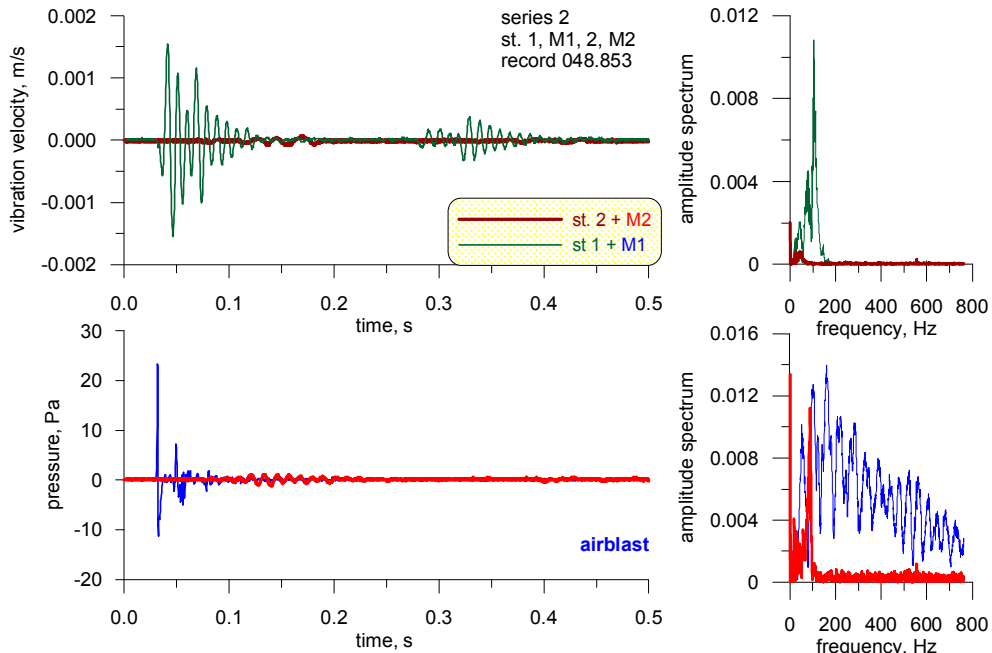 series 2
st. 1, M1, 2, M2
record 048.853
vibration velocity, m/s
0.002
0.001
0.000
-0.001
-0.002
st. 2 + M2
st 1 + M1
0.0 0.1 0.2 0.3 0.4 0.5
time, s
amplitude spectrum
0.012
0.008
0.004
0
0 200 400 600 800
frequency, Hz
pressure, Pa
30
20
10
0
-10
-20
airblast
0.0 0.1 0.2 0.3 0.4 0.5
time, s
amplitude spectrum
0.016
0.012
0.008
0.004
0
0 200 400 600 800
frequency, Hz